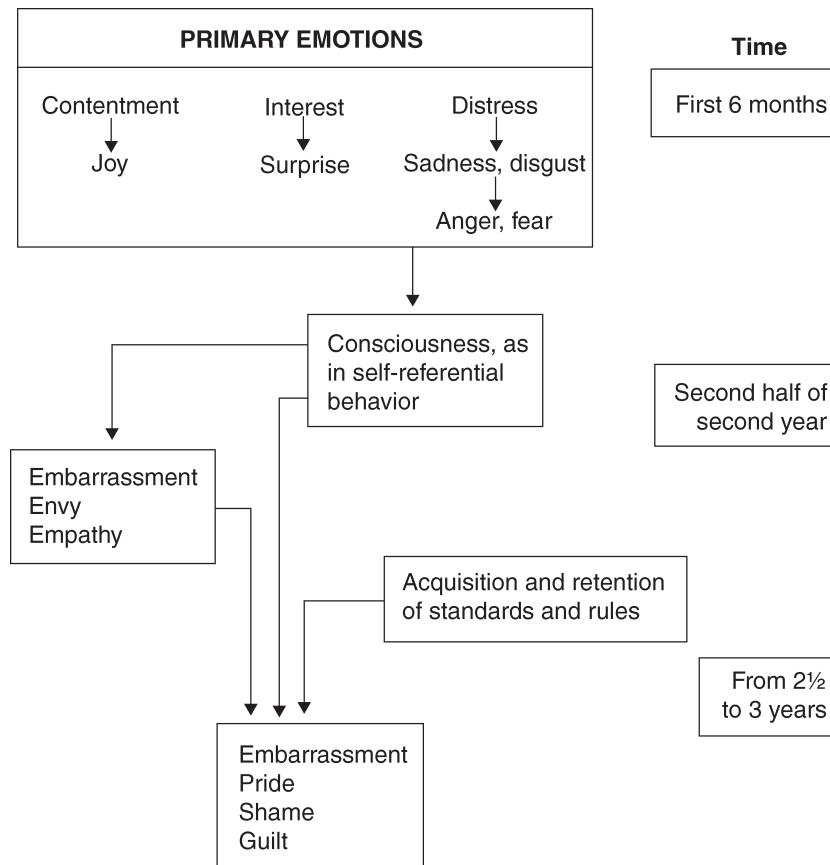 PRIMARY EMOTIONS
Time
Contentment
Interest
Distress
First 6 months
Joy
Surprise
Sadness, disgust
Anger, fear
Consciousness, as
in self-referential
behavior
Second half of
second year
Embarrassment
Envy
Empathy
Acquisition and retention
of standards and rules
From 2½
to 3 years
Embarrassment
Pride
Shame
Guilt